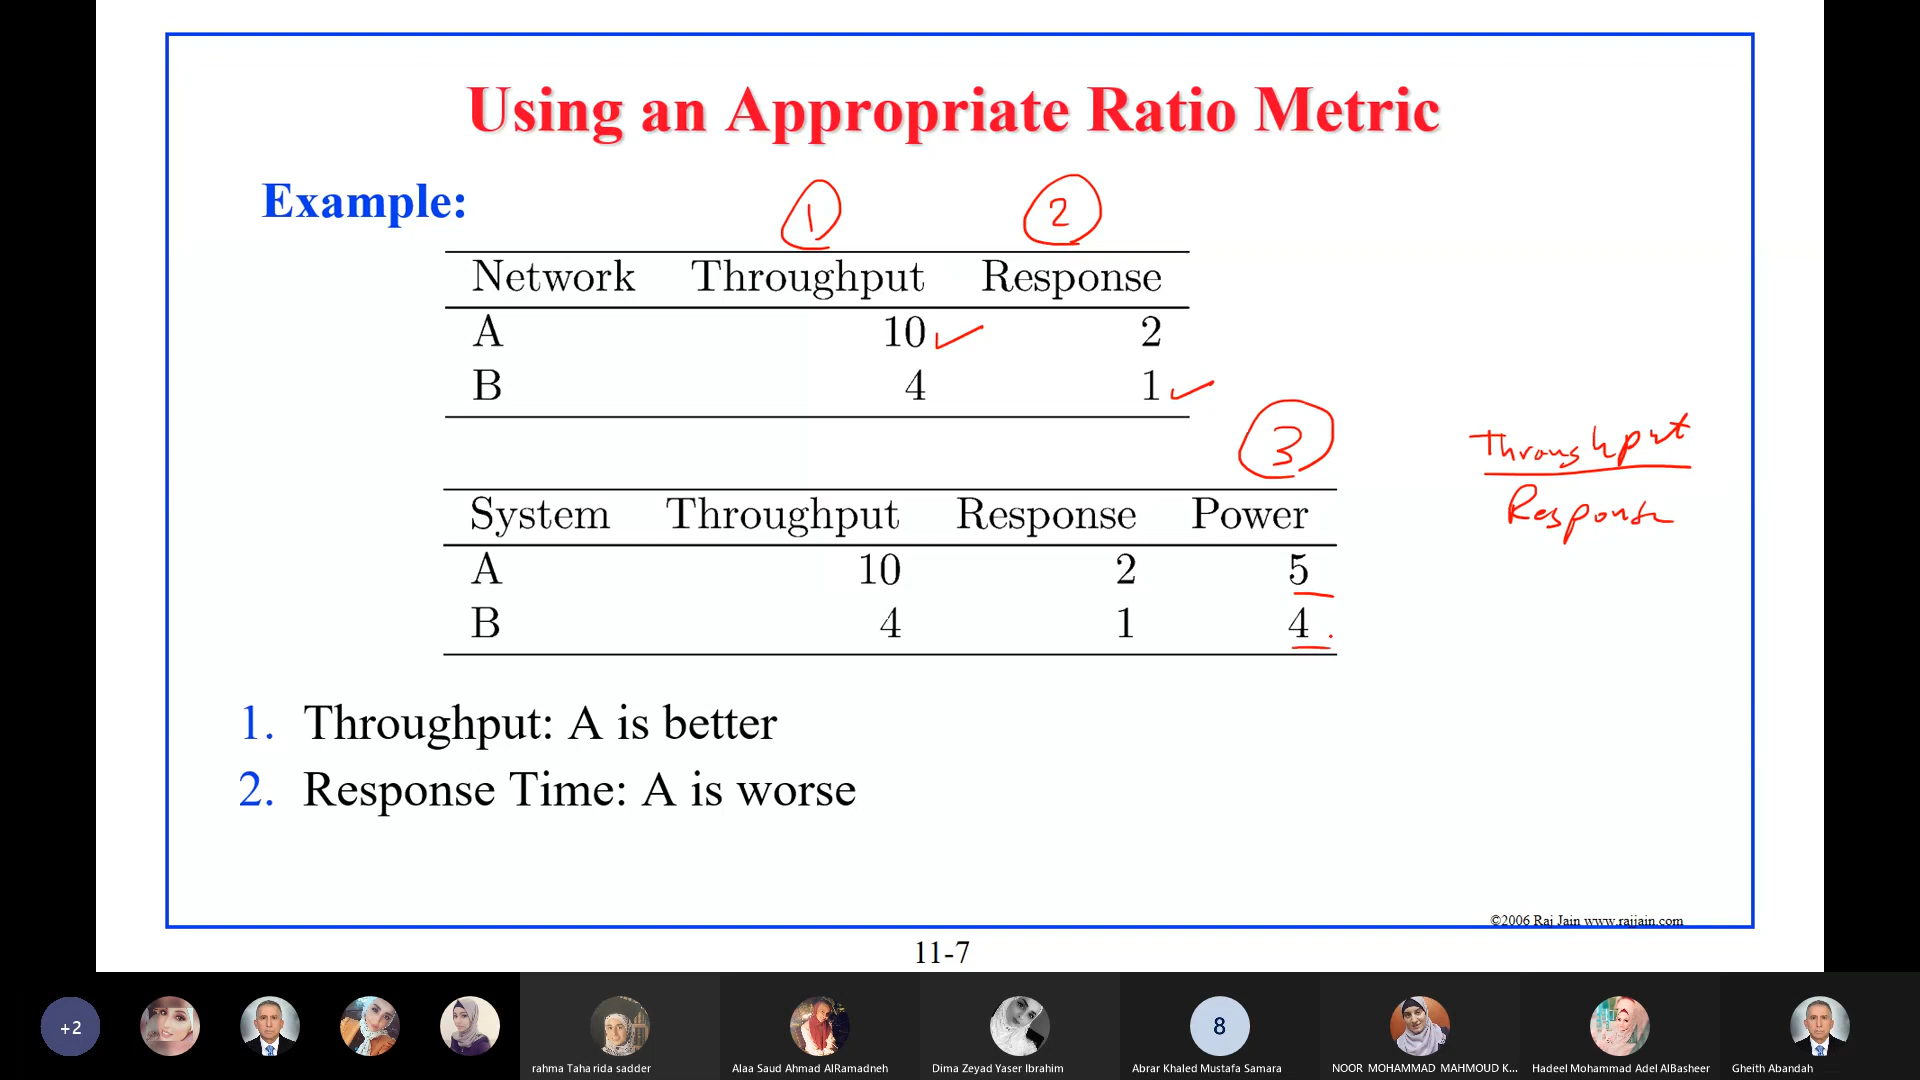 Using an Appropriate Ratio Metric
Example:
1 2
Network Throughput Response
A 10 2
B 4 1
3
System Throughput Response Power
A 10 2 5
B 4 1 4
Throughput
Response
1. Throughput: A is better
2. Response Time: A is worse
©2006 Raj Jain www.rajjain.com
11-7
+2
8
rahma Taha rida sadder
Alaa Saud Ahmad AlRamadneh
Dima Zeyad Yaser Ibrahim
Abrar Khaled Mustafa Samara
NOOR MOHAMMAD MAHMOUD K...
Hadeel Mohammad Adel AlBasheer
Gheith Abandah